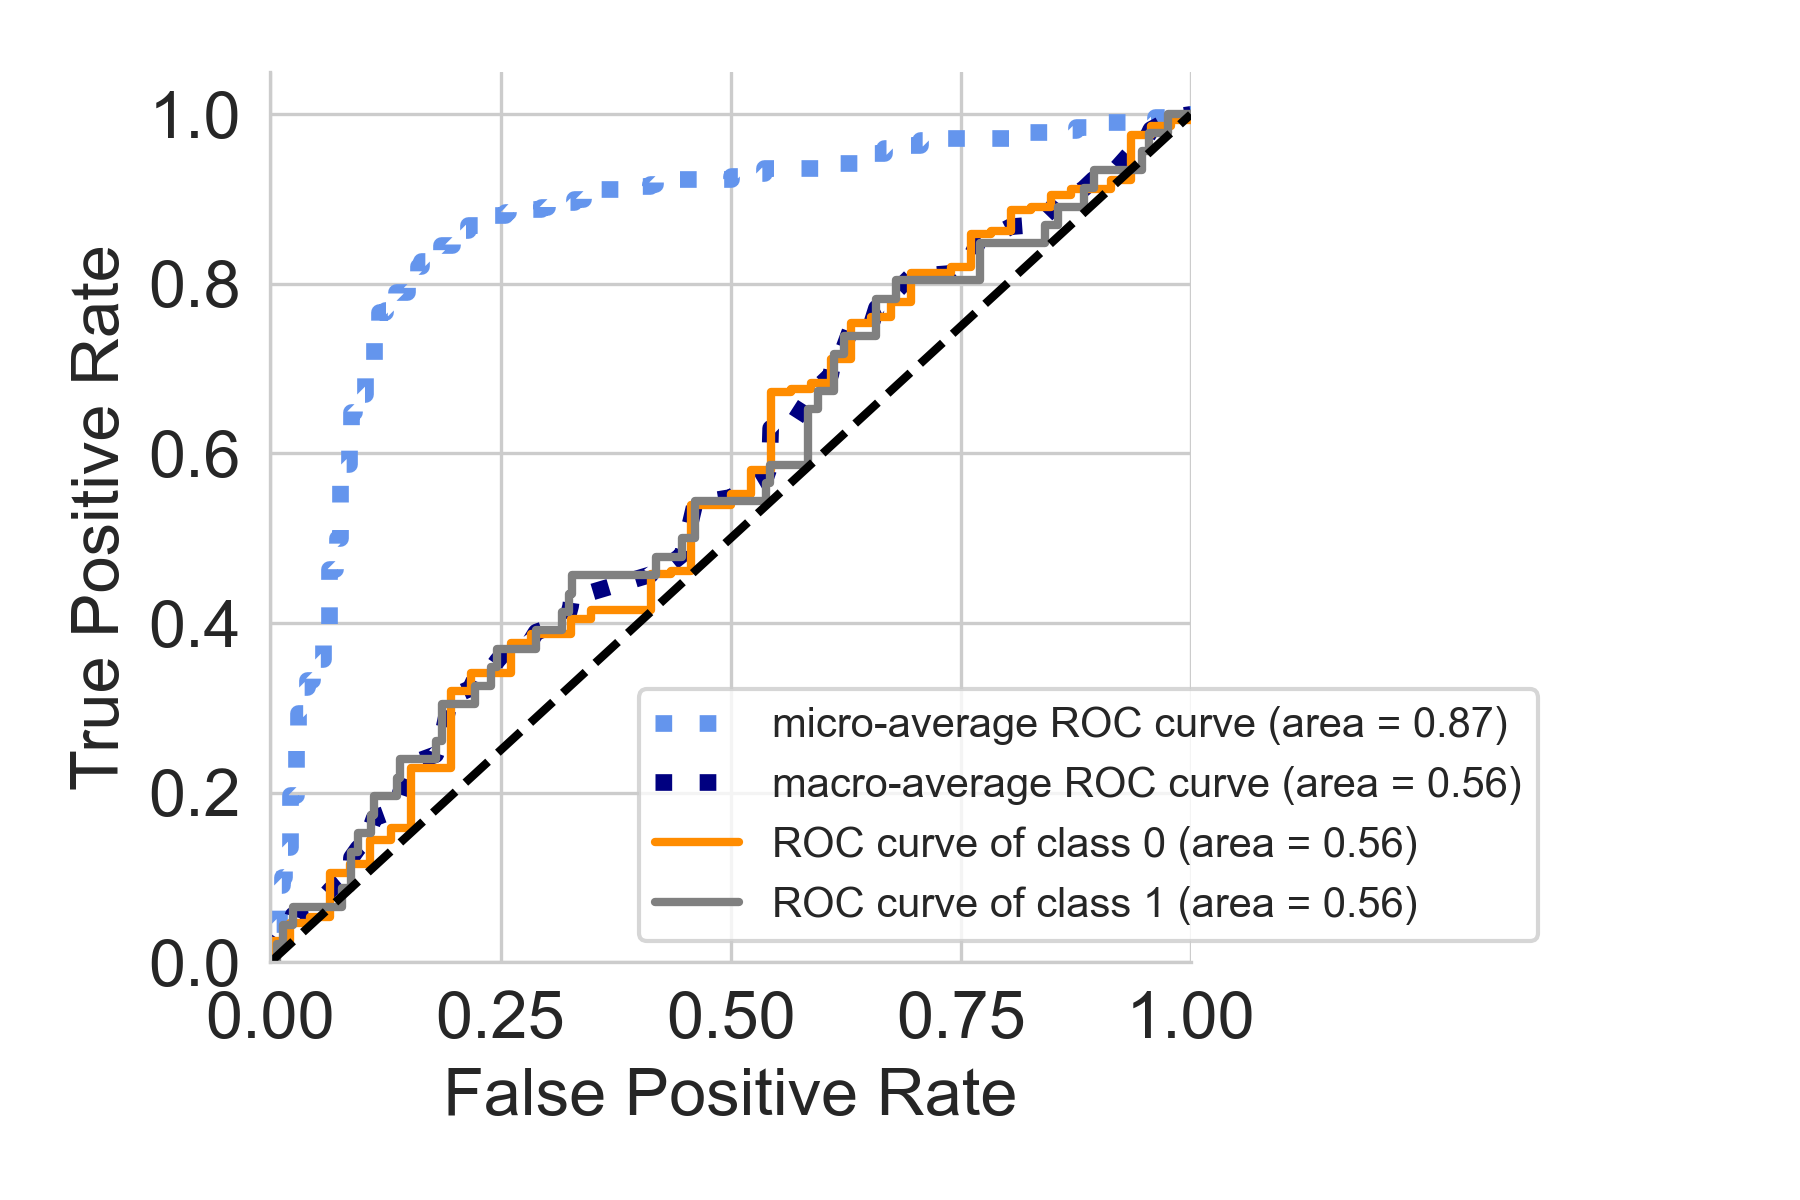 True Positive Rate
1.0
0.8
0.6
0.4
0.2
0.0
0.00 0.25 0.50 0.75 1.00
False Positive Rate
micro-average ROC curve (area = 0.87)
macro-average ROC curve (area = 0.56)
ROC curve of class 0 (area = 0.56)
ROC curve of class 1 (area = 0.56)